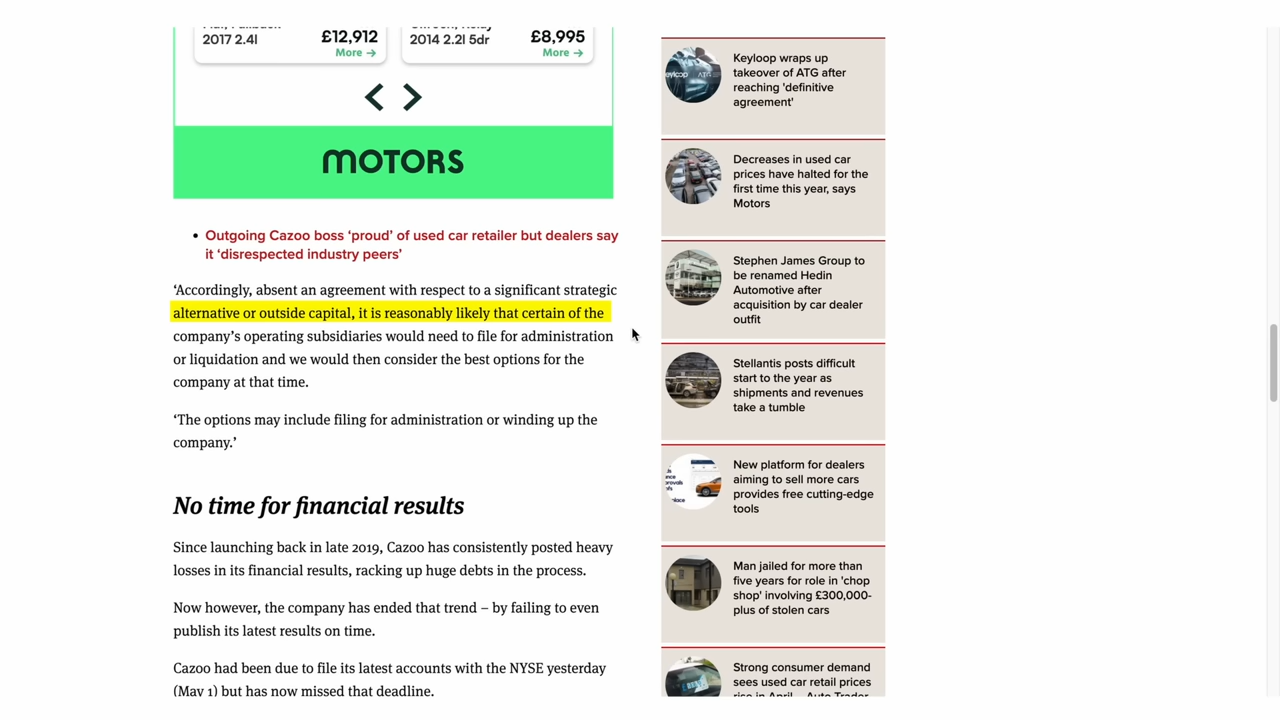 2017 2.4l
£12,912
More →
2014 2.2l 5dr
£8,995
More →
MOTORS
• Outgoing Cazoo boss ‘proud’ of used car retailer but dealers say
it ‘disrespected industry peers’
‘Accordingly, absent an agreement with respect to a significant strategic
alternative or outside capital, it is reasonably likely that certain of the
company’s operating subsidiaries would need to file for administration
or liquidation and we would then consider the best options for the
company at that time.
‘The options may include filing for administration or winding up the
company.’
No time for financial results
Since launching back in late 2019, Cazoo has consistently posted heavy
losses in its financial results, racking up huge debts in the process.
Now however, the company has ended that trend – by failing to even
publish its latest results on time.
Cazoo had been due to file its latest accounts with the NYSE yesterday
(May 1) but has now missed that deadline.
Keyloop wraps up
takeover of ATG after
reaching 'definitive
agreement'
Decreases in used car
prices have halted for the
first time this year, says
Motors
Stephen James Group to
be renamed Hedin
Automotive after
acquisition by car dealer
outfit
Stellantis posts difficult
start to the year as
shipments and revenues
take a tumble
New platform for dealers
aiming to sell more cars
provides free cutting-edge
tools
Man jailed for more than
five years for role in 'chop
shop' involving £300,000-
plus of stolen cars
Strong consumer demand
sees used car retail prices
rise in April – Auto Trader